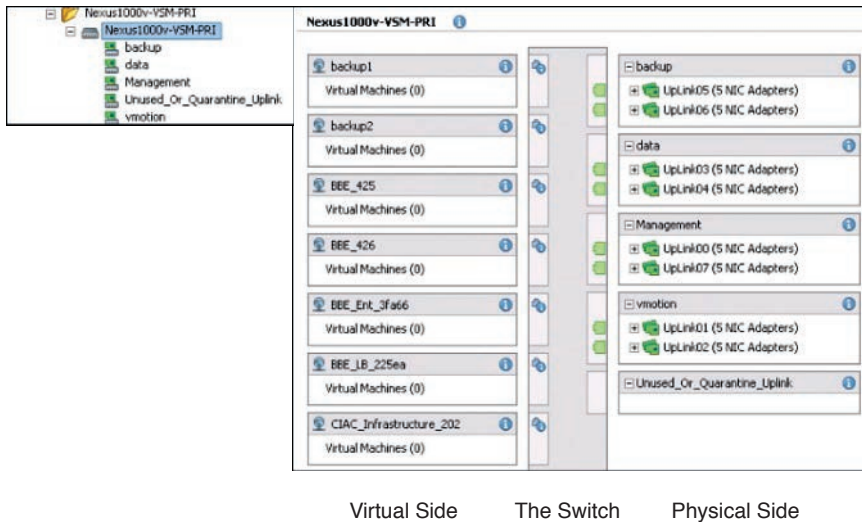 Nexus1000v-VSM-PRI
Nexus1000v-VSM-PRI
backup
data
Management
Unused_Or_Quarantine_Uplink
vmotion
Nexus1000v-VSM-PRI
backup1
Virtual Machines (0)
backup2
Virtual Machines (0)
BBE_425
Virtual Machines (0)
BBE_426
Virtual Machines (0)
BBE_Ent_3fa66
Virtual Machines (0)
BBE_LB_225ea
Virtual Machines (0)
CIAC_Infrastructure_202
Virtual Machines (0)
backup
UpLink05 (5 NIC Adapters)
UpLink06 (5 NIC Adapters)
data
UpLink03 (5 NIC Adapters)
UpLink04 (5 NIC Adapters)
Management
UpLink00 (5 NIC Adapters)
UpLink07 (5 NIC Adapters)
vmotion
UpLink01 (5 NIC Adapters)
UpLink02 (5 NIC Adapters)
Unused_Or_Quarantine_Uplink
Virtual Side
The Switch
Physical Side